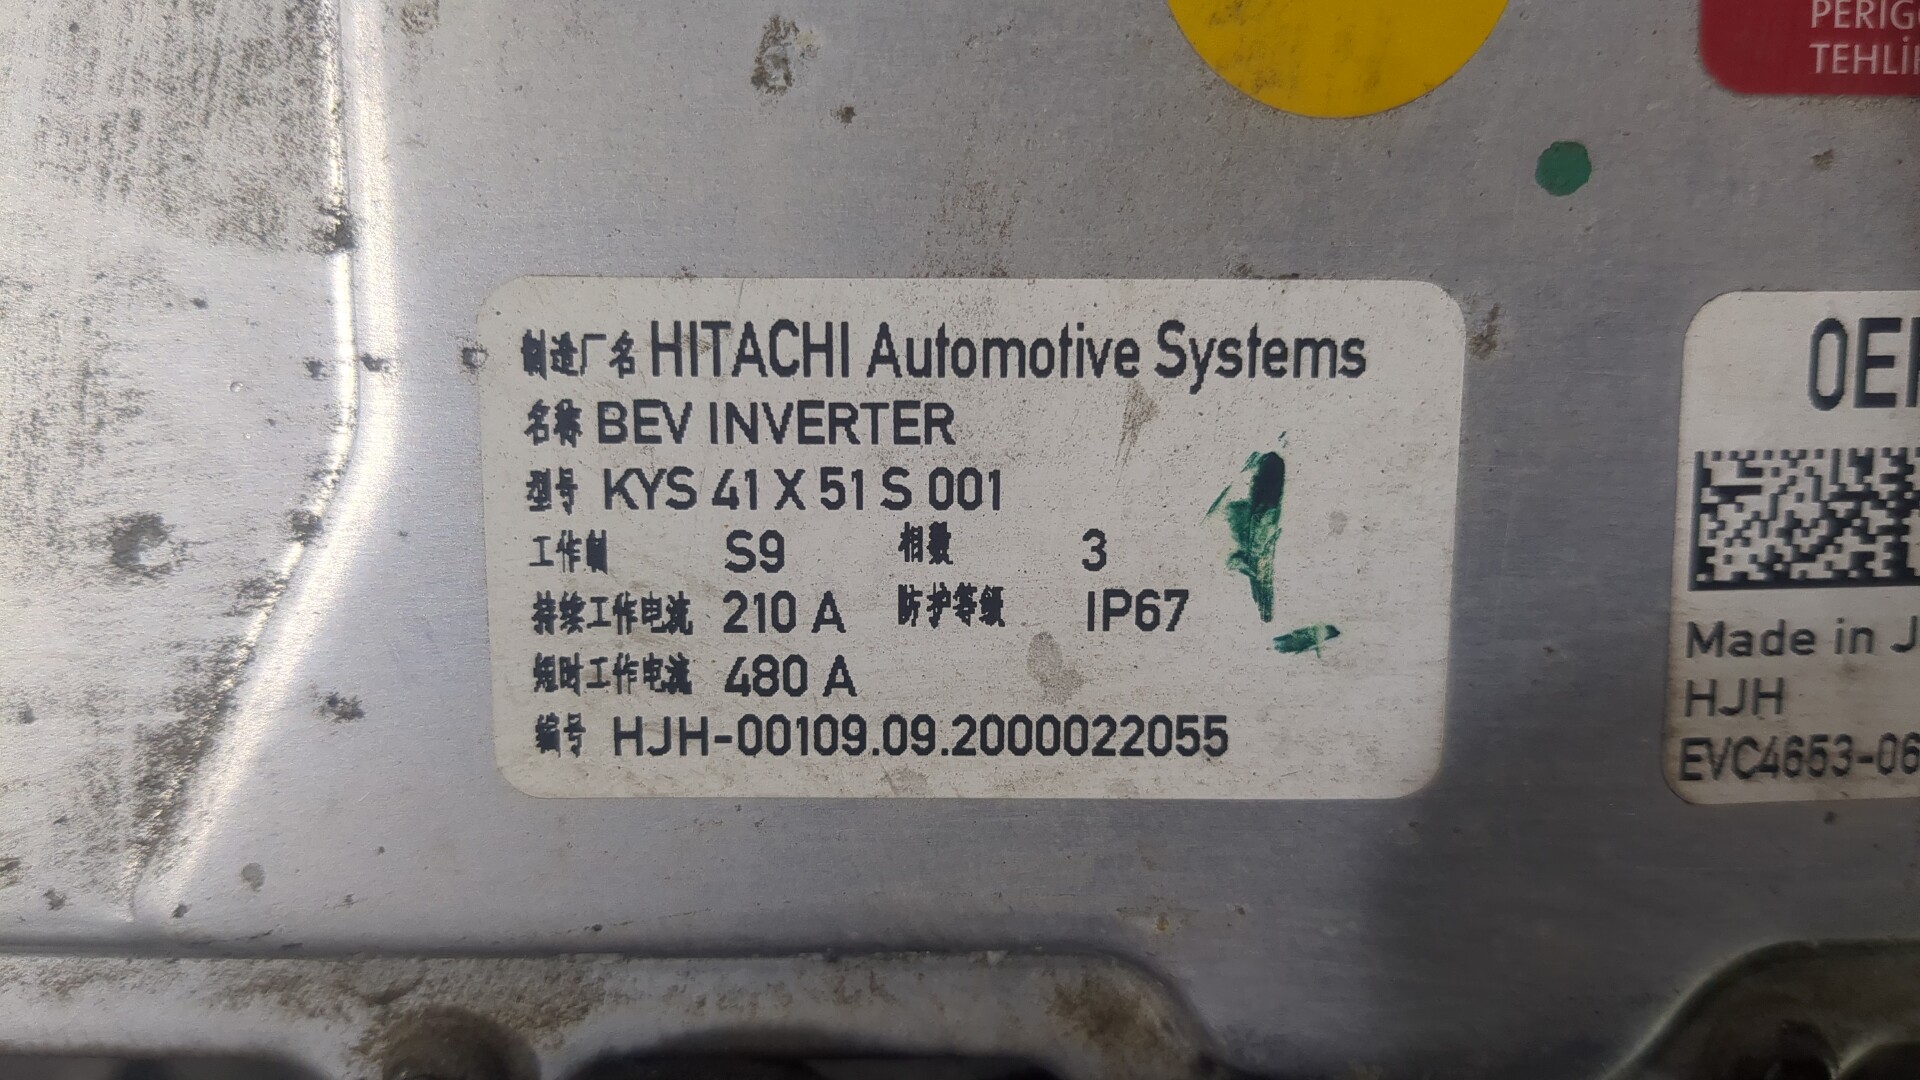 PERIG
TEHLİ
制造厂名 HITACHI Automotive Systems
名称 BEV INVERTER
型号 KYS 41 X 51 S 001
工作制 S9 相数 3
持续工作电流 210 A 防护等级 IP67
短时工作电流 480 A
编号 HJH-00109.09.2000022055
0E
Made in J
HJH
EVC4653-06